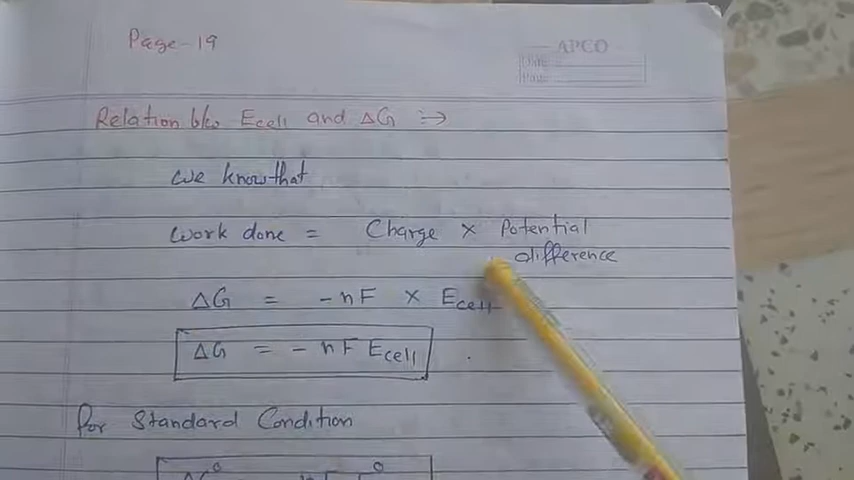 Page-19
APCO
Date
Relation b/w Ecell and ΔG ⇒
we know that
work done = Charge × Potential
difference
ΔG = -nF × Ecell
ΔG = -nF Ecell
for Standard Condition